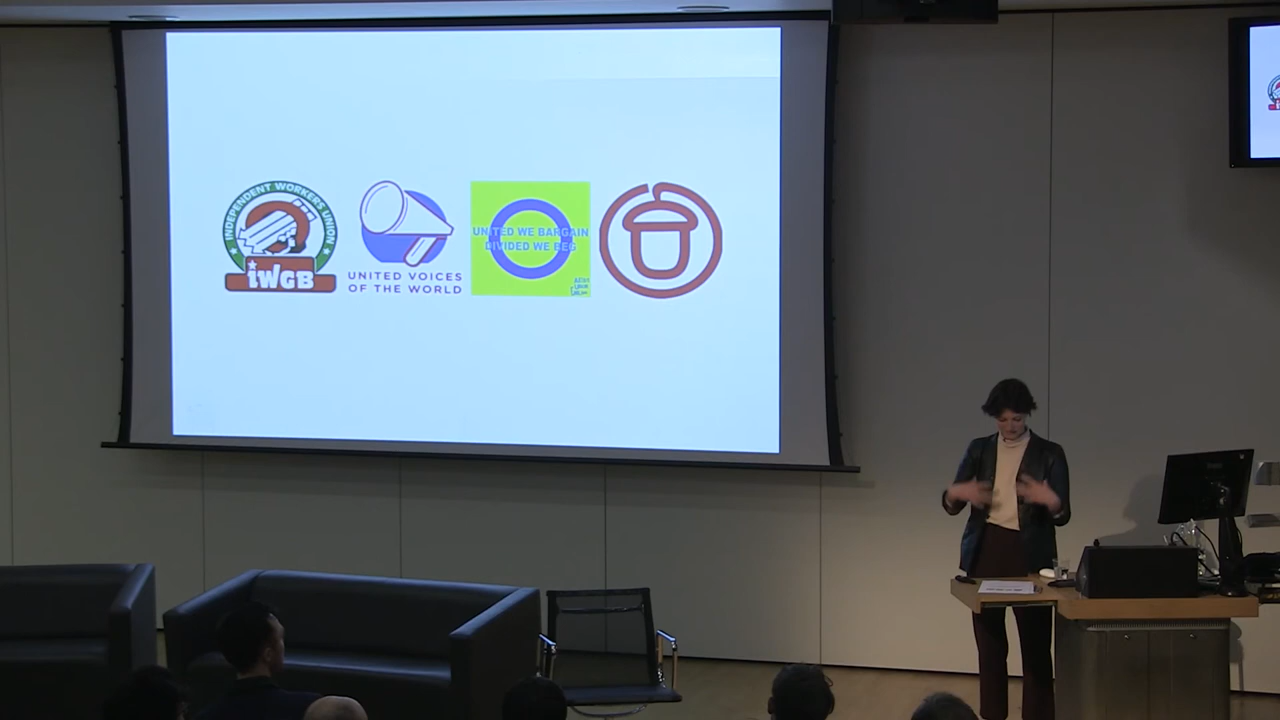 INDEPENDENT WORKERS UNION
iWGB
UNITED VOICES
OF THE WORLD
UNITED WE BARGAIN
DIVIDED WE BEG